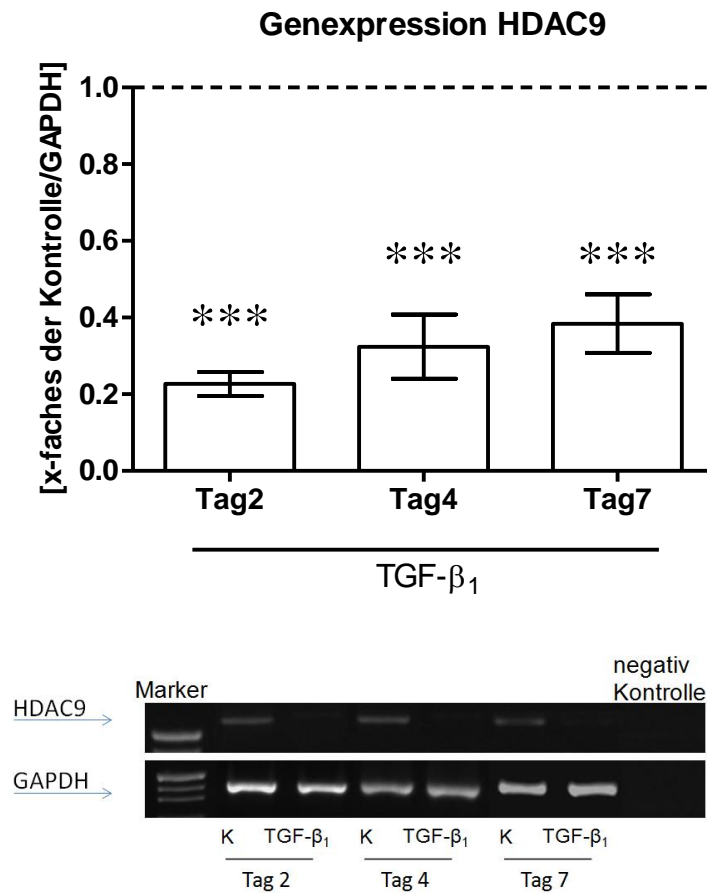 Genexpression HDAC9
[x-faches der Kontrolle/GAPDH]
1.0
0.8
0.6
0.4
0.2
0.0
*** *** ***
Tag2 Tag4 Tag7
TGF-β₁
Marker
negativ
Kontrolle
HDAC9
GAPDH
K TGF-β₁ K TGF-β₁ K TGF-β₁
Tag 2 Tag 4 Tag 7